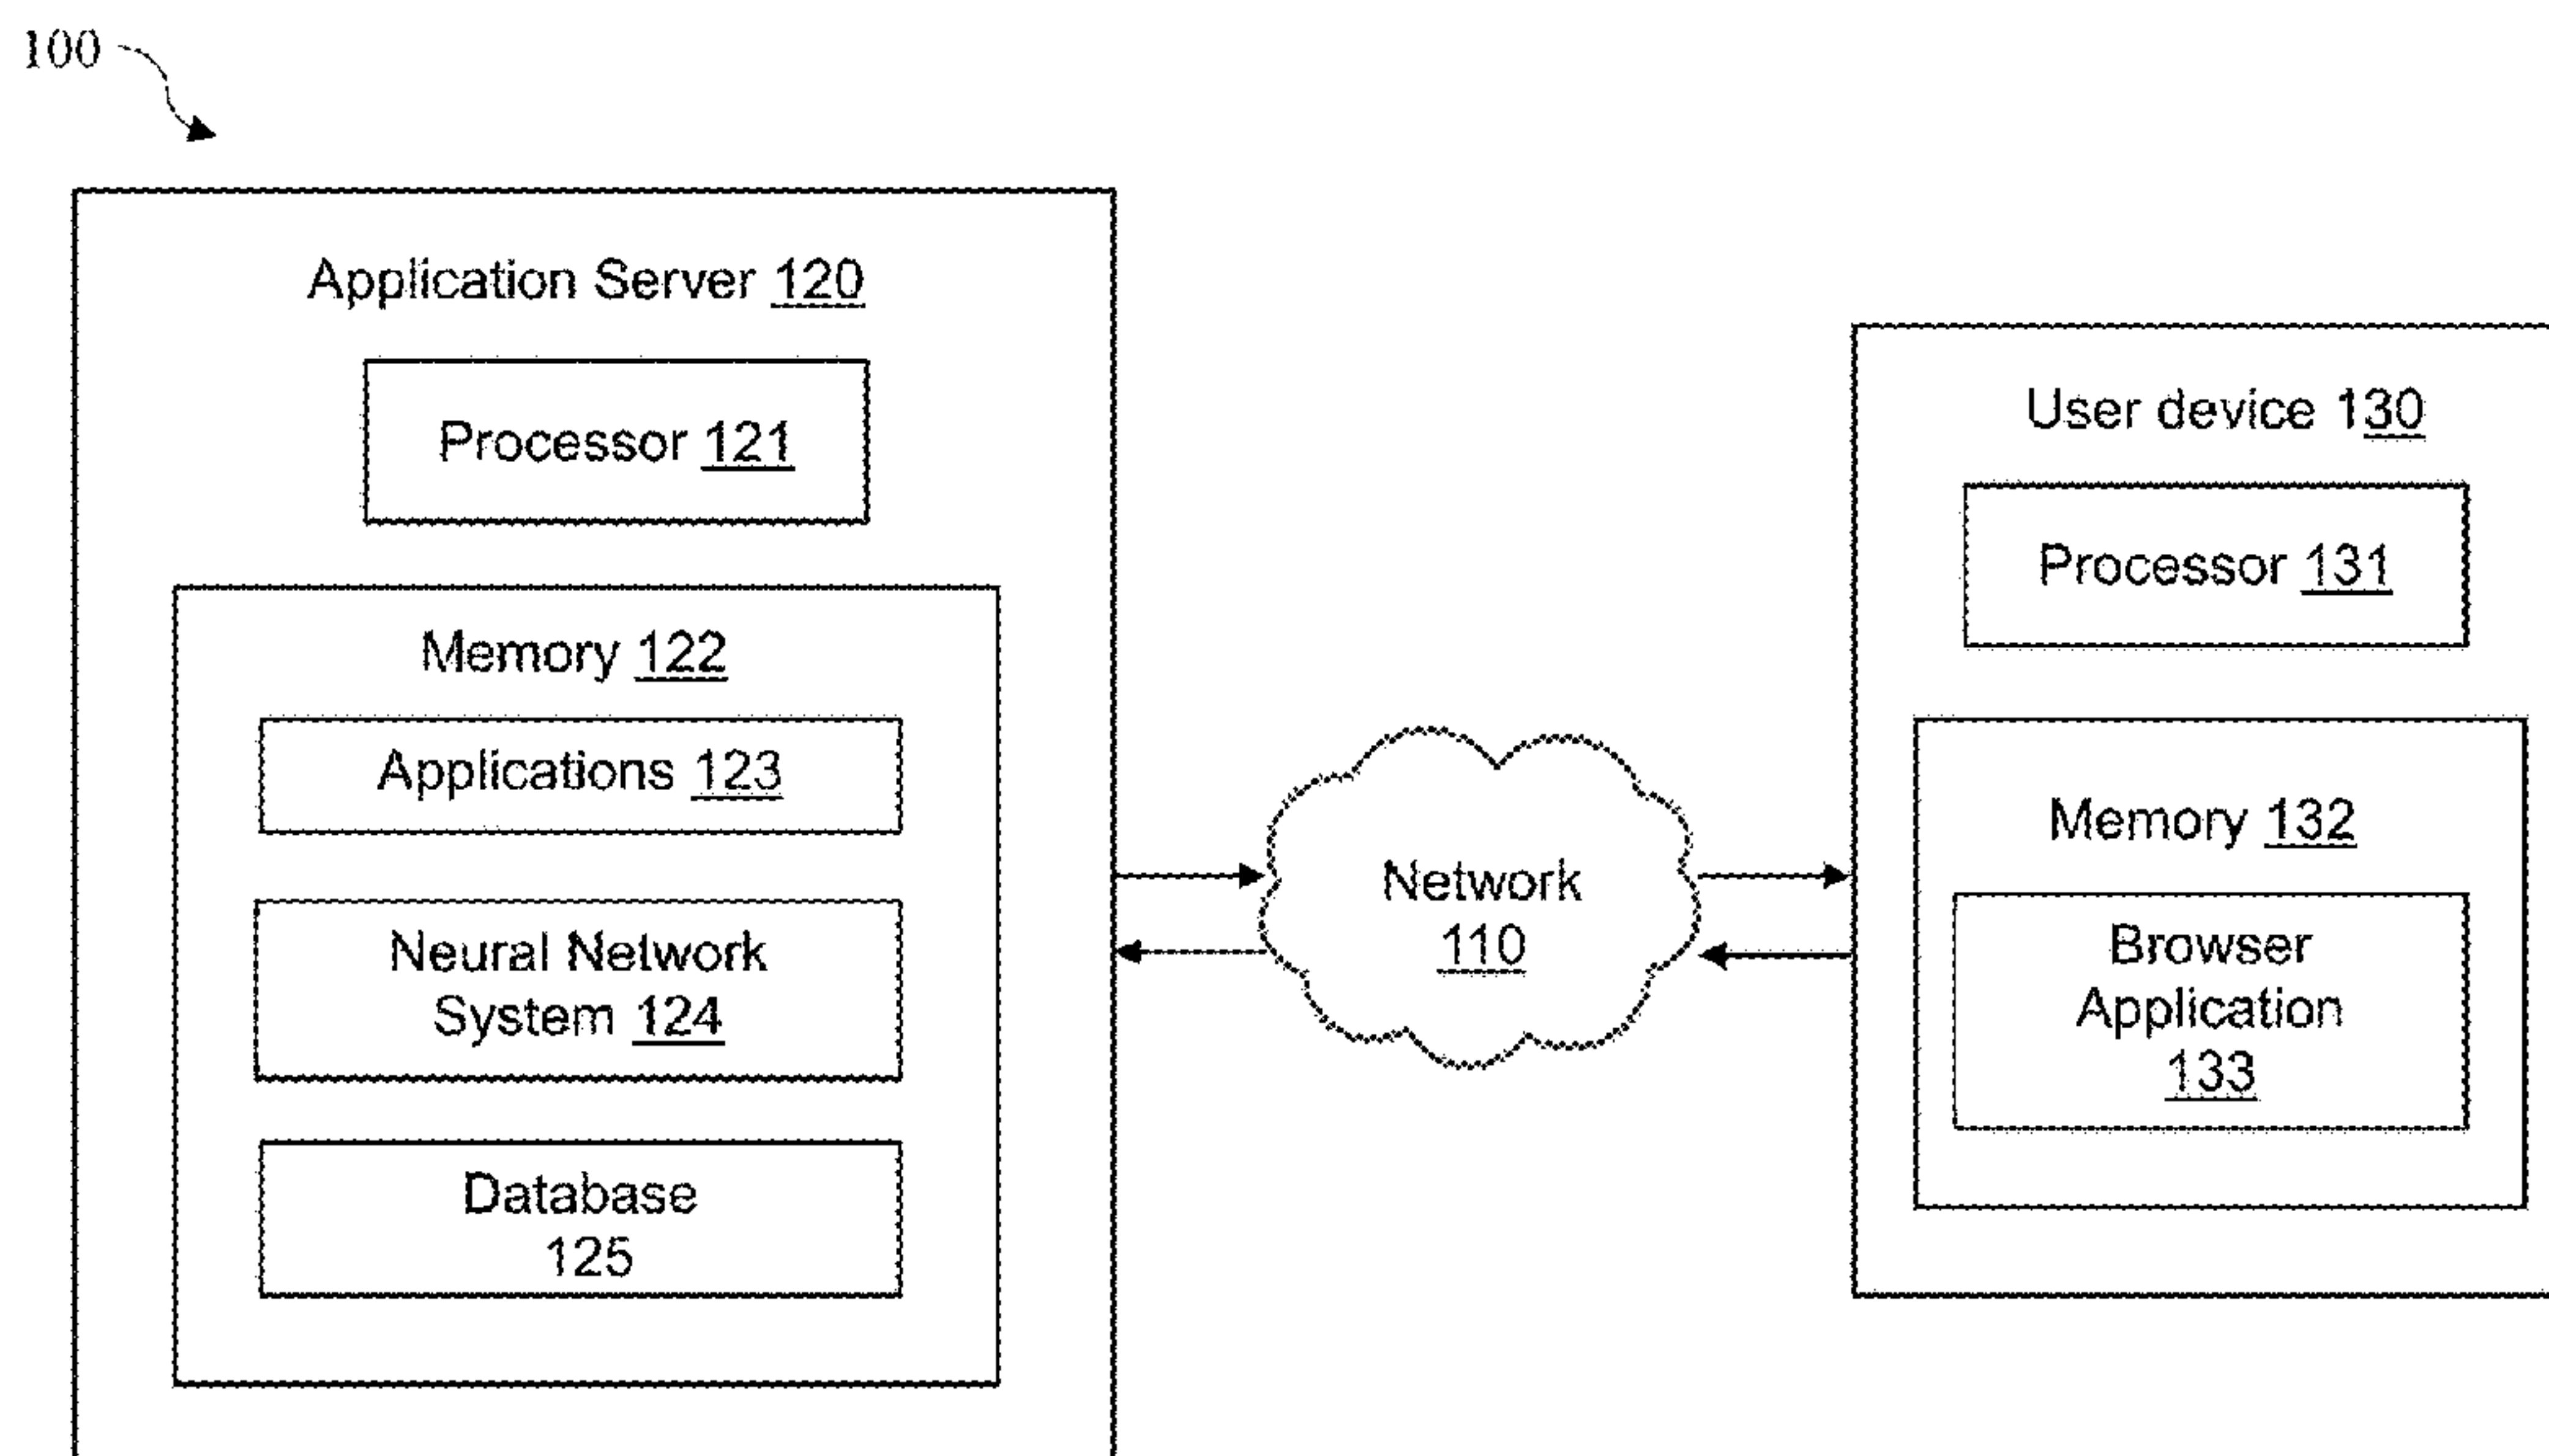 100
Application Server 120
Processor 121
Memory 122
Applications 123
Neural Network
System 124
Database
125
Network
110
User device 130
Processor 131
Memory 132
Browser
Application
133